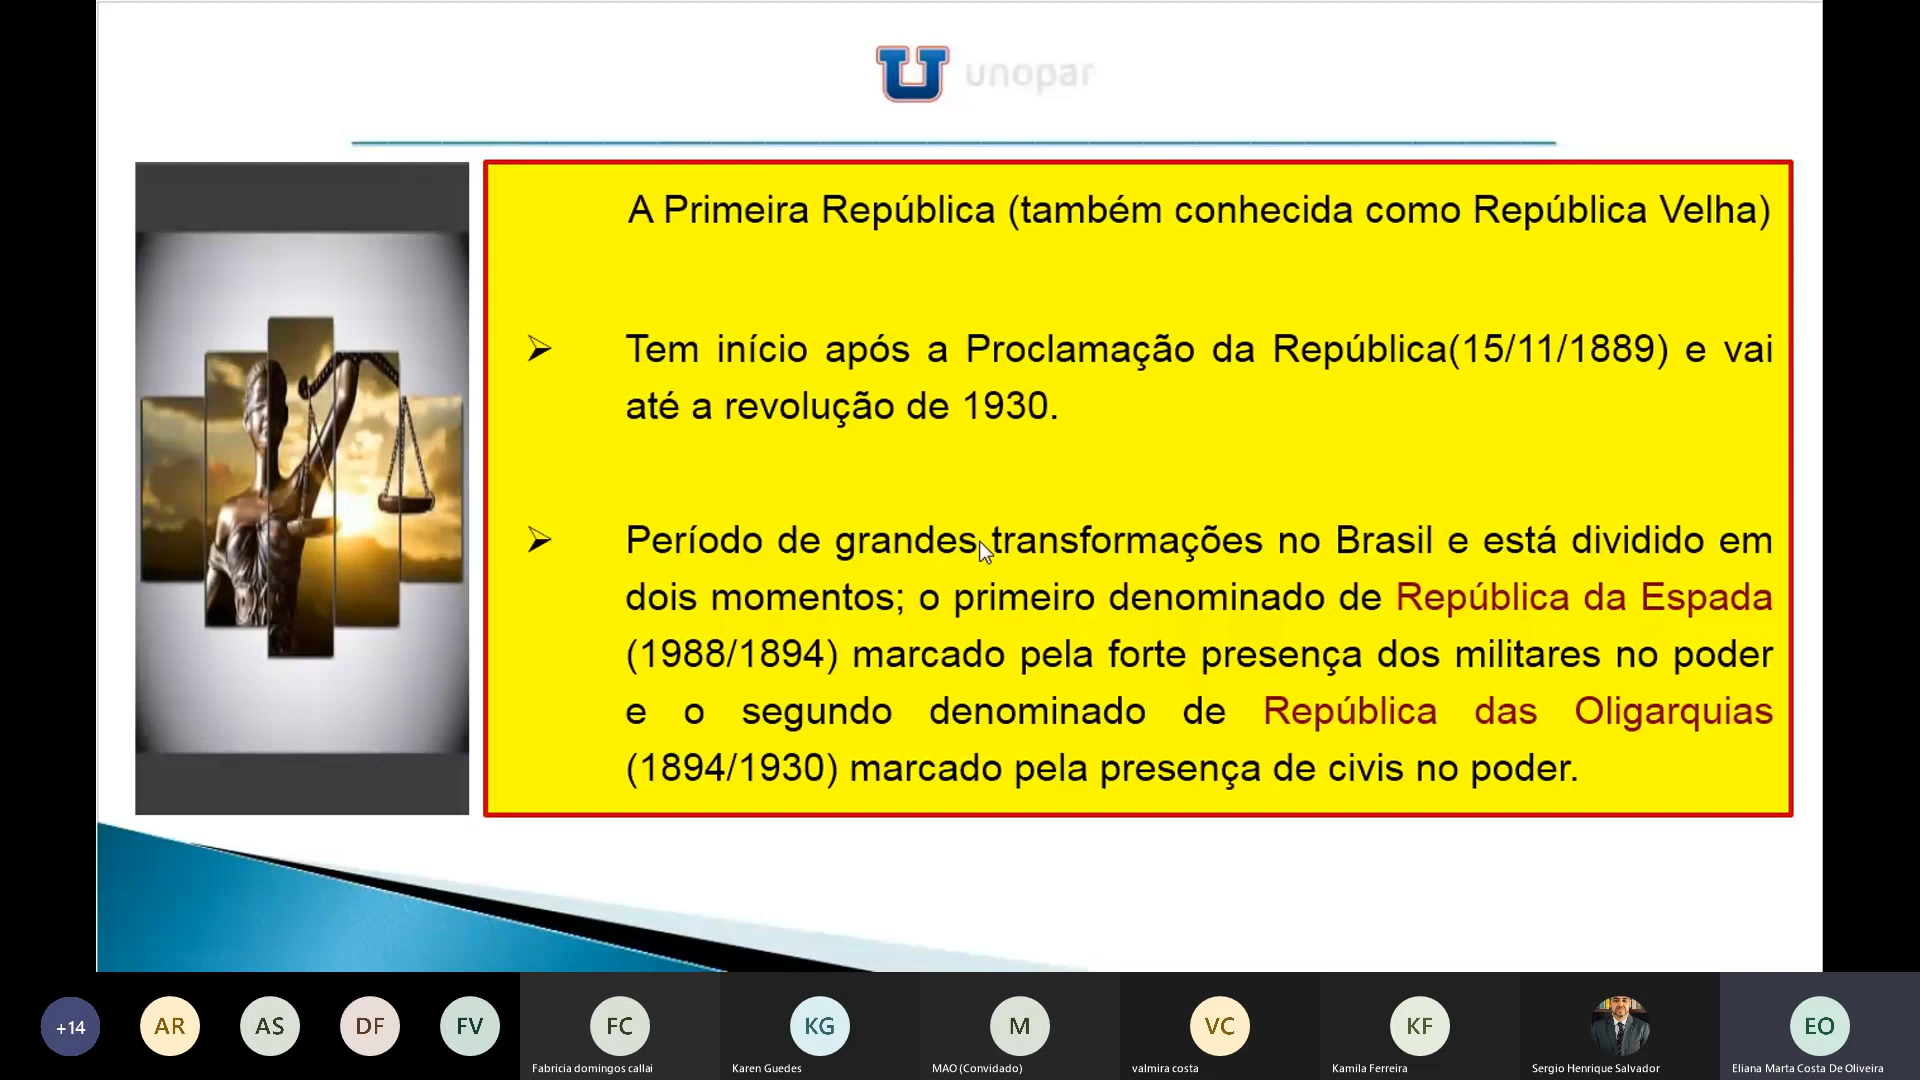 unopar
A Primeira República (também conhecida como República Velha)
Tem início após a Proclamação da República(15/11/1889) e vai
até a revolução de 1930.
Período de grandes transformações no Brasil e está dividido em
dois momentos; o primeiro denominado de República da Espada
(1988/1894) marcado pela forte presença dos militares no poder
e o segundo denominado de República das Oligarquias
(1894/1930) marcado pela presença de civis no poder.
+14 AR AS DF FV FC KG M VC KF EO
Fabricia domingos callai Karen Guedes MAO (Convidado) valmira costa Kamila Ferreira Sergio Henrique Salvador Eliana Marta Costa De Oliveira